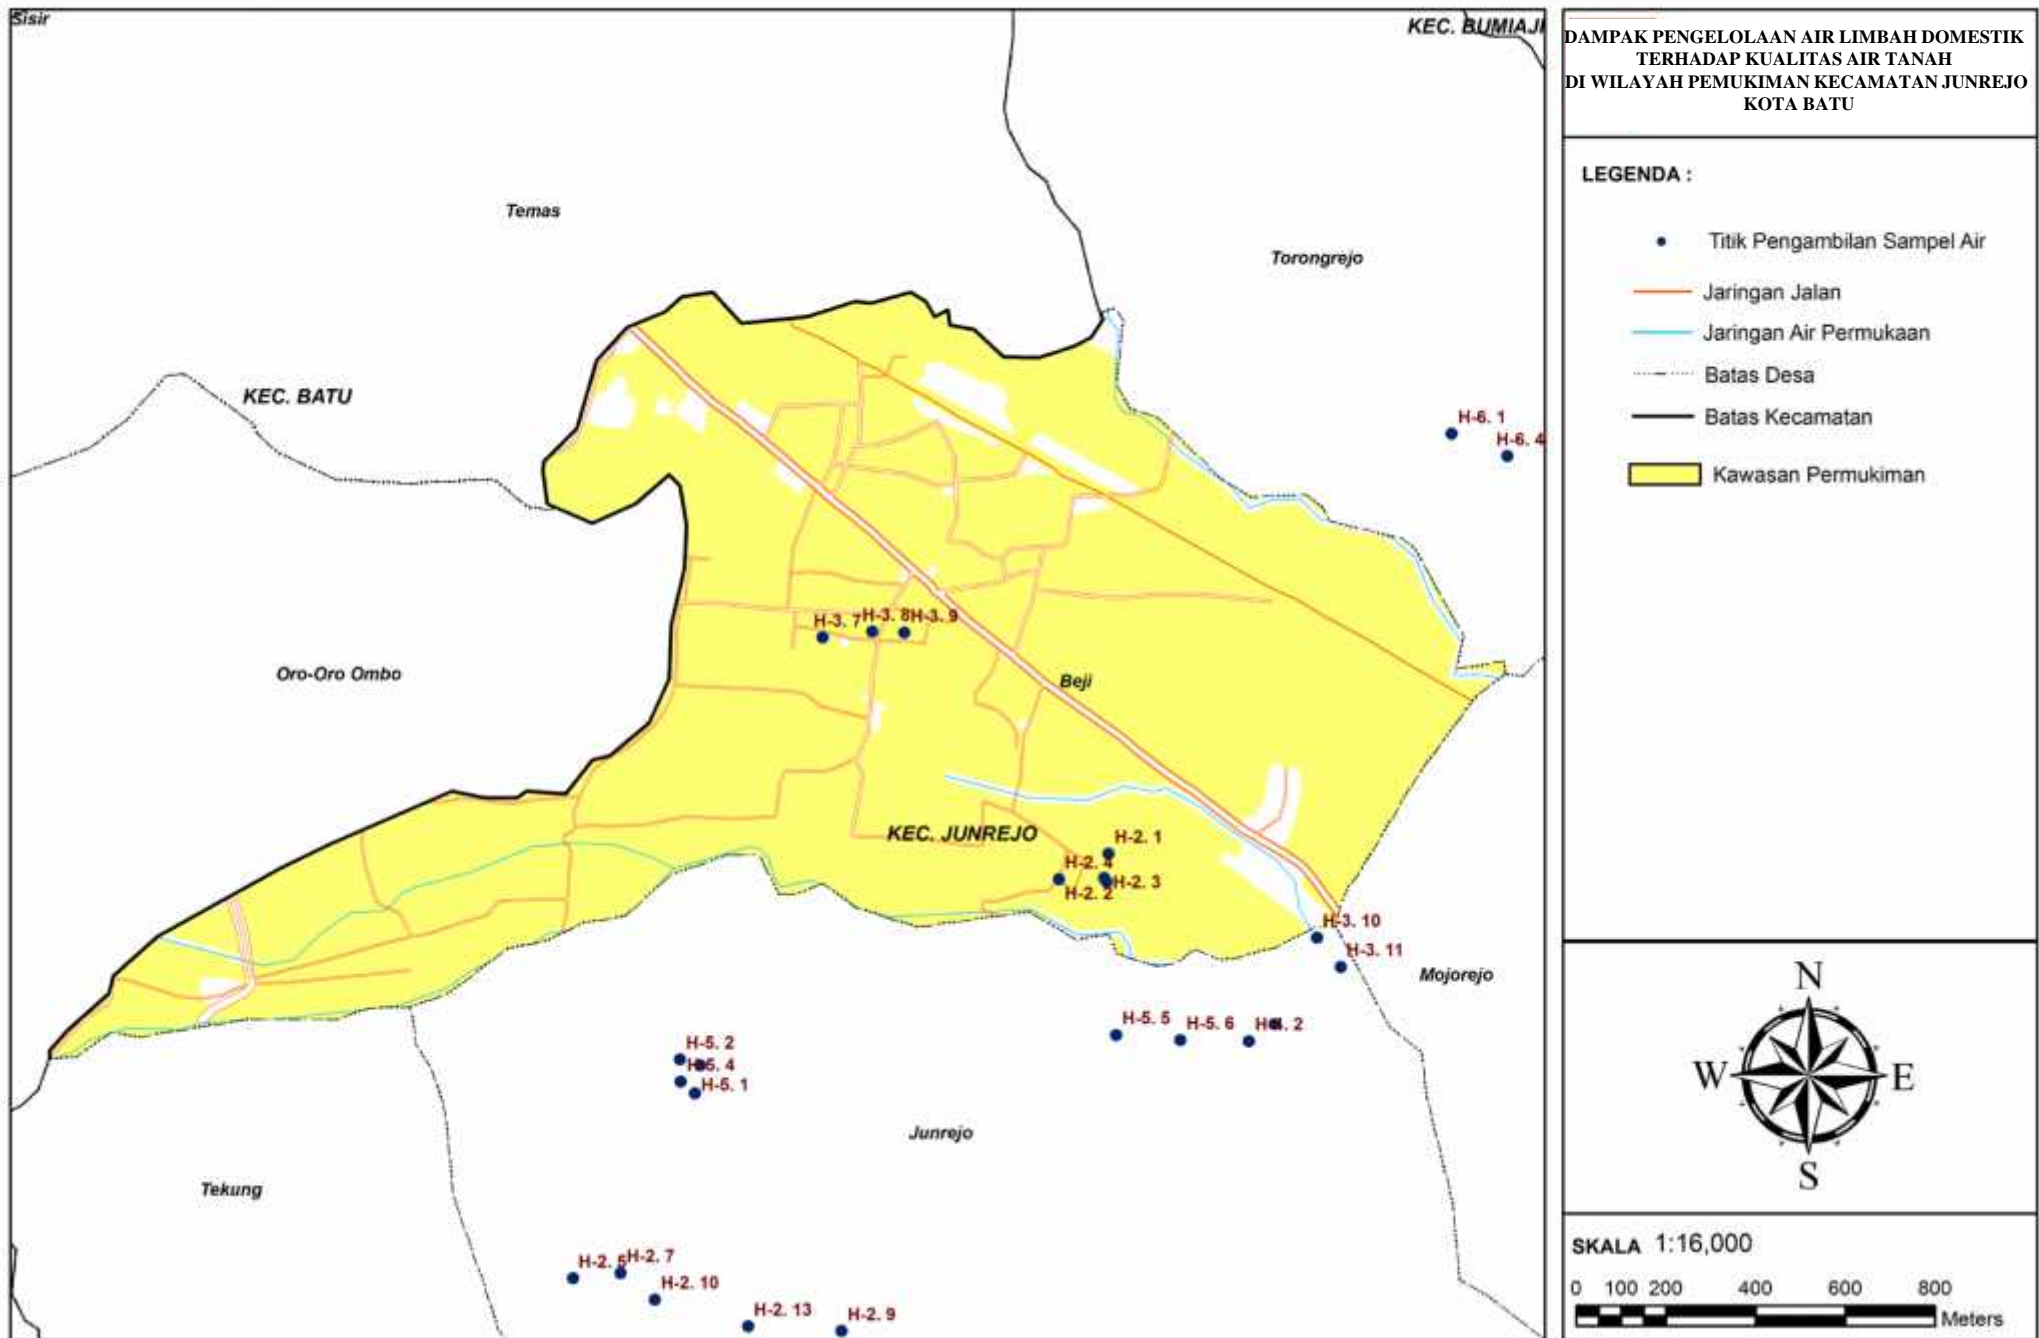 Sisir
KEC. BUMIAJI
Temas
Torongrejo
KEC. BATU
H-6. 1
H-6. 4
H-3. 7
H-3. 8
H-3. 9
Oro-Oro Ombo
Beji
KEC. JUNREJO
H-2. 1
H-2. 4
H-2. 3
H-2. 2
H-3. 10
H-3. 11
Mojorejo
H-5. 5
H-5. 6
2
H-5. 2
H-5. 4
H-5. 1
Junrejo
Tekung
H-2. 5
H-2. 7
H-2. 10
H-2. 13
H-2. 9
DAMPAK PENGELOLAAN AIR LIMBAH DOMESTIK
TERHADAP KUALITAS AIR TANAH
DI WILAYAH PEMUKIMAN KECAMATAN JUNREJO
KOTA BATU
LEGENDA :
Titik Pengambilan Sampel Air
Jaringan Jalan
Jaringan Air Permukaan
Batas Desa
Batas Kecamatan
Kawasan Permukiman
N
W E
S
SKALA 1:16,000
0 100 200 400 600 800
Meters